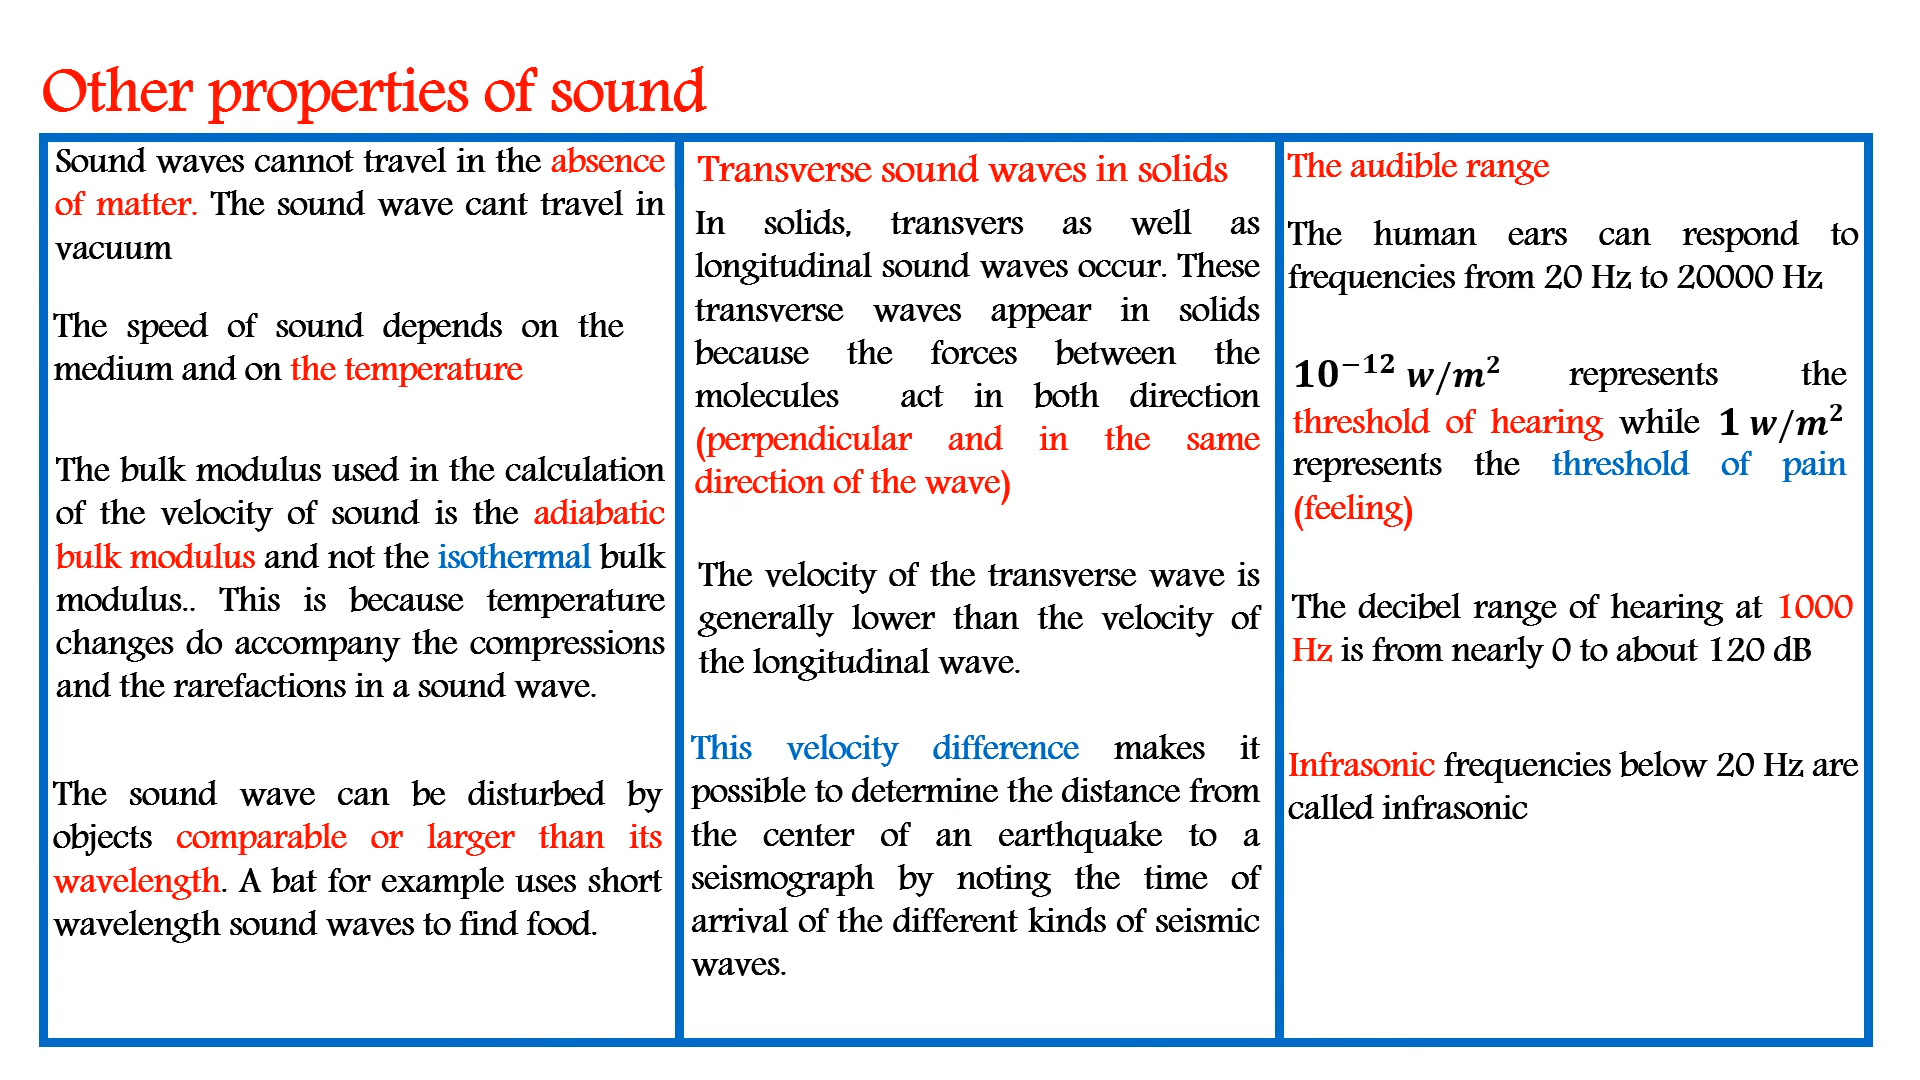 Other properties of sound
Sound waves cannot travel in the absence
of matter. The sound wave cant travel in
vacuum
The speed of sound depends on the
medium and on the temperature
The bulk modulus used in the calculation
of the velocity of sound is the adiabatic
bulk modulus and not the isothermal bulk
modulus.. This is because temperature
changes do accompany the compressions
and the rarefactions in a sound wave.
The sound wave can be disturbed by
objects comparable or larger than its
wavelength. A bat for example uses short
wavelength sound waves to find food.
Transverse sound waves in solids
In solids, transvers as well as
longitudinal sound waves occur. These
transverse waves appear in solids
because the forces between the
molecules act in both direction
(perpendicular and in the same
direction of the wave)
The velocity of the transverse wave is
generally lower than the velocity of
the longitudinal wave.
This velocity difference makes it
possible to determine the distance from
the center of an earthquake to a
seismograph by noting the time of
arrival of the different kinds of seismic
waves.
The audible range
The human ears can respond to
frequencies from 20 Hz to 20000 Hz
10⁻¹² w/m² represents the
threshold of hearing while 1 w/m²
represents the threshold of pain
(feeling)
The decibel range of hearing at 1000
Hz is from nearly 0 to about 120 dB
Infrasonic frequencies below 20 Hz are
called infrasonic